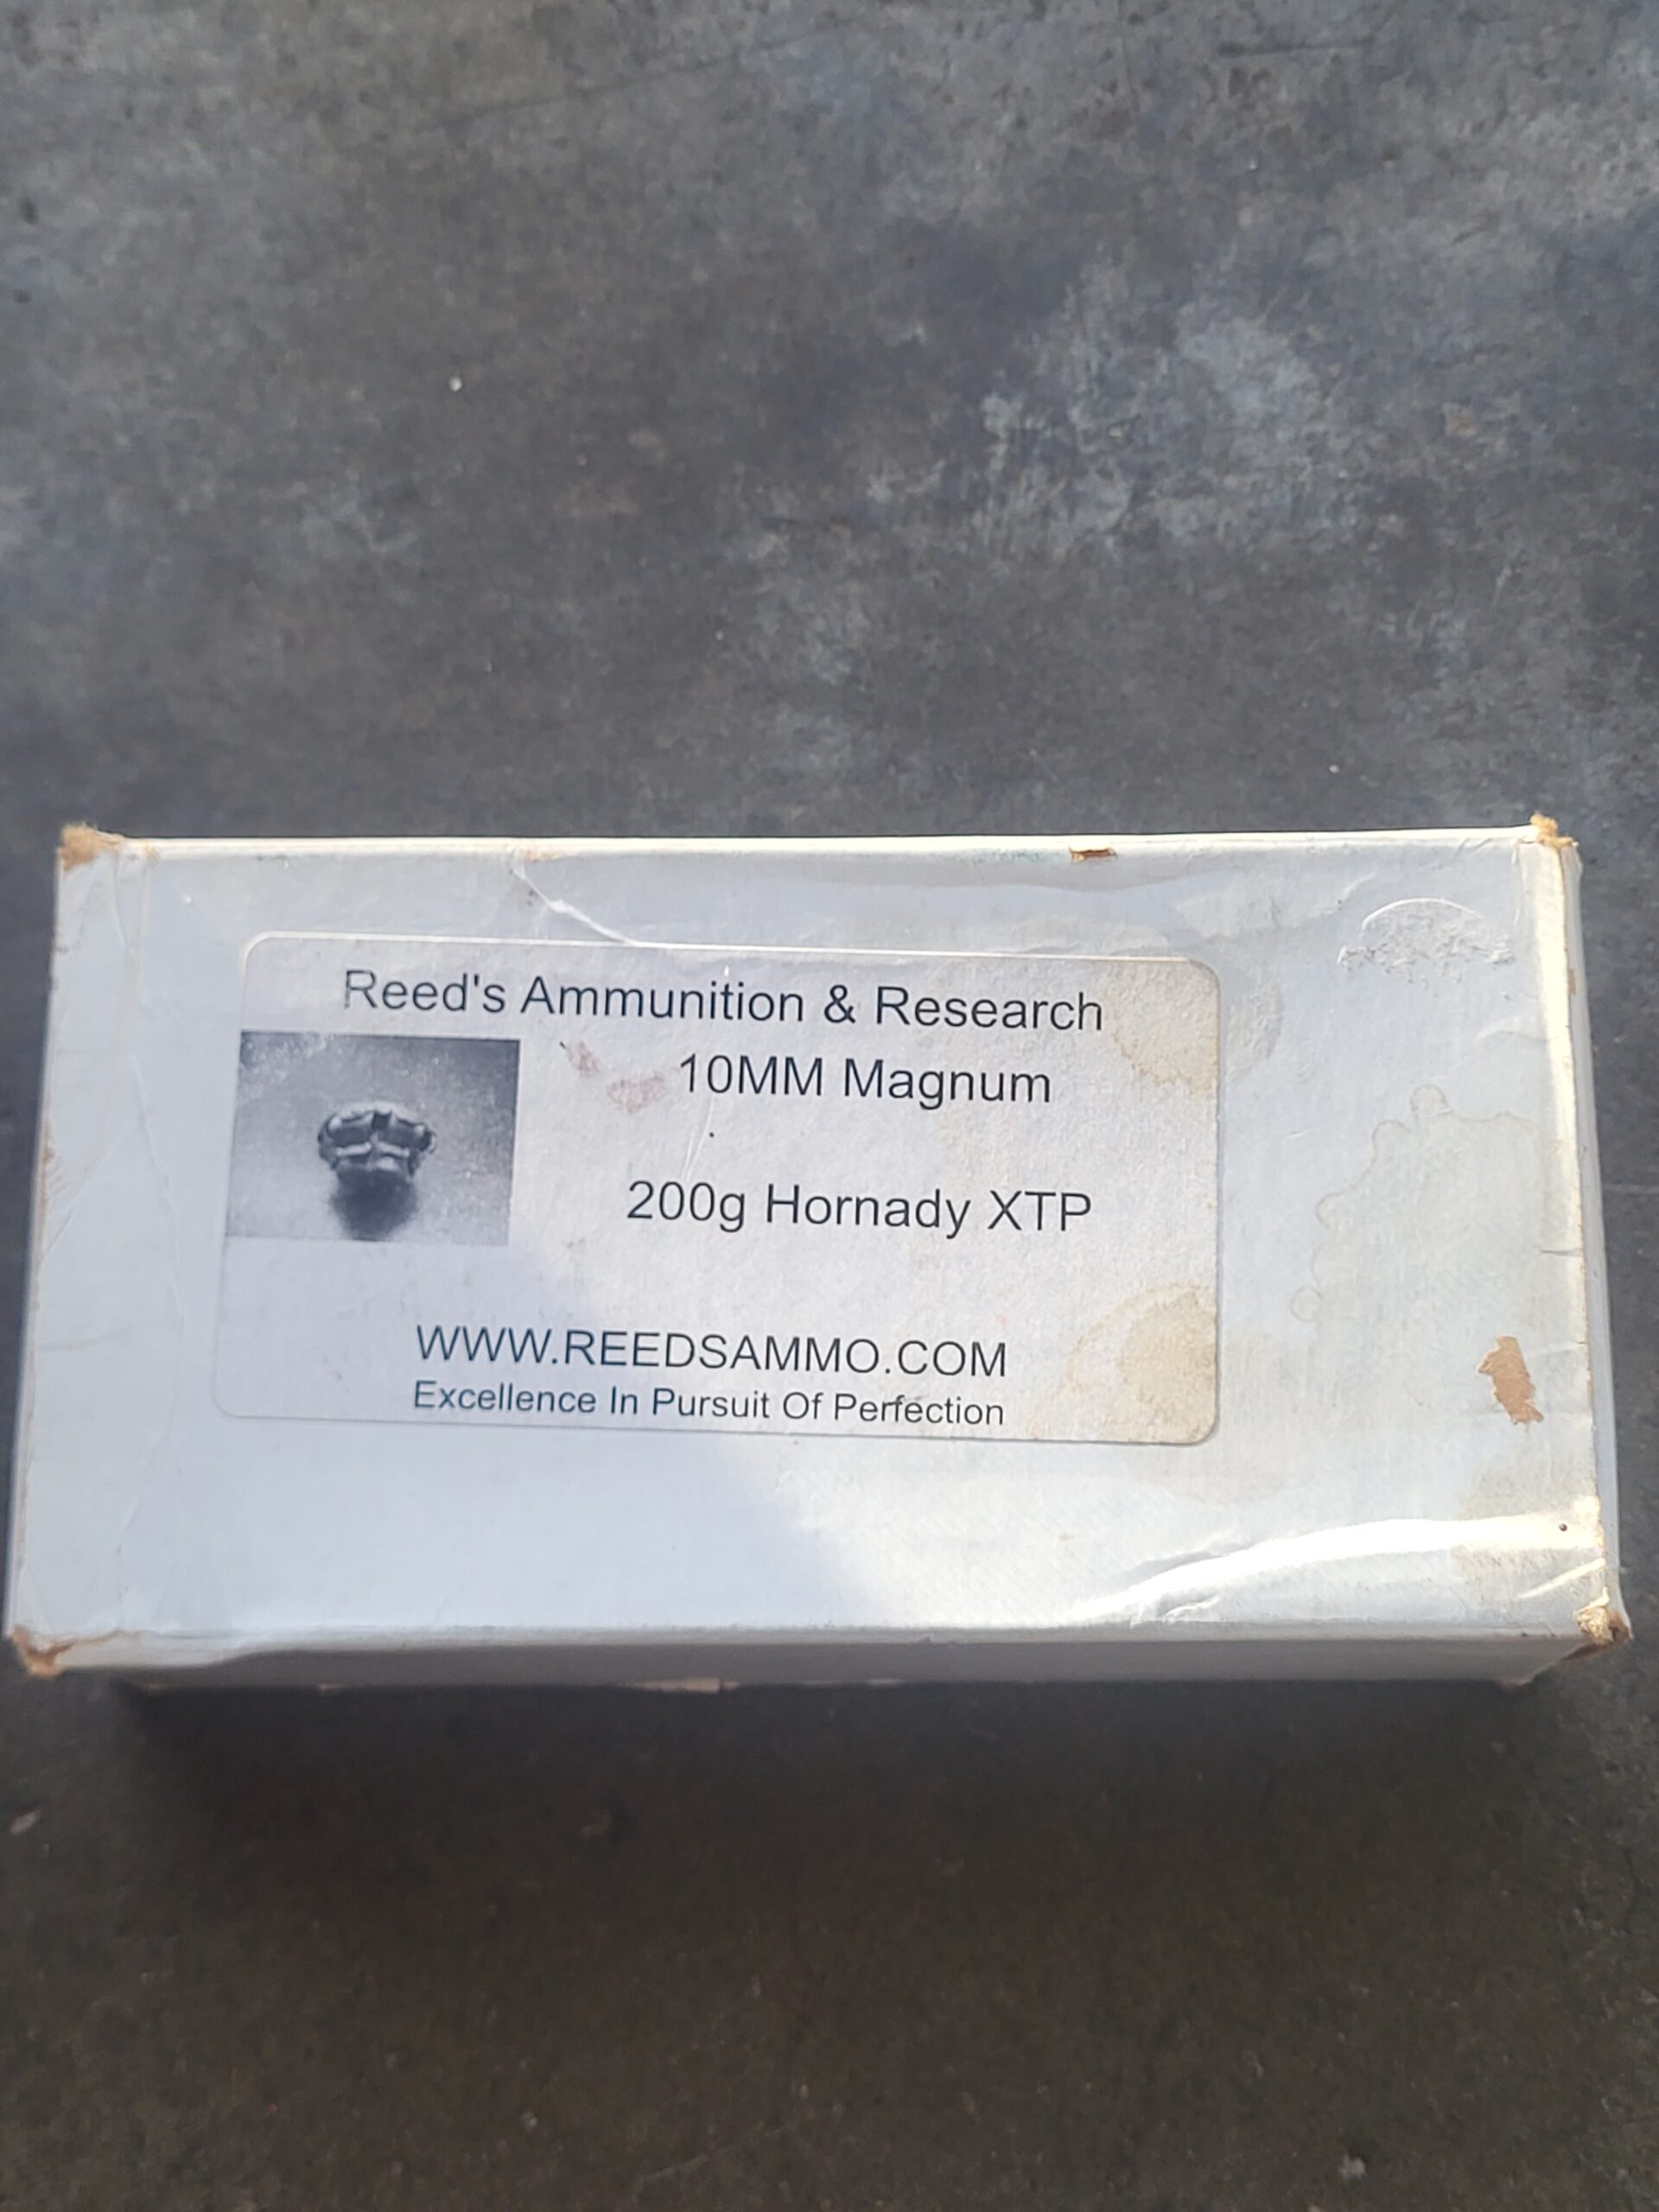 Reed's Ammunition & Research
10MM Magnum
200g Hornady XTP
WWW.REEDSAMMO.COM
Excellence In Pursuit Of Perfection